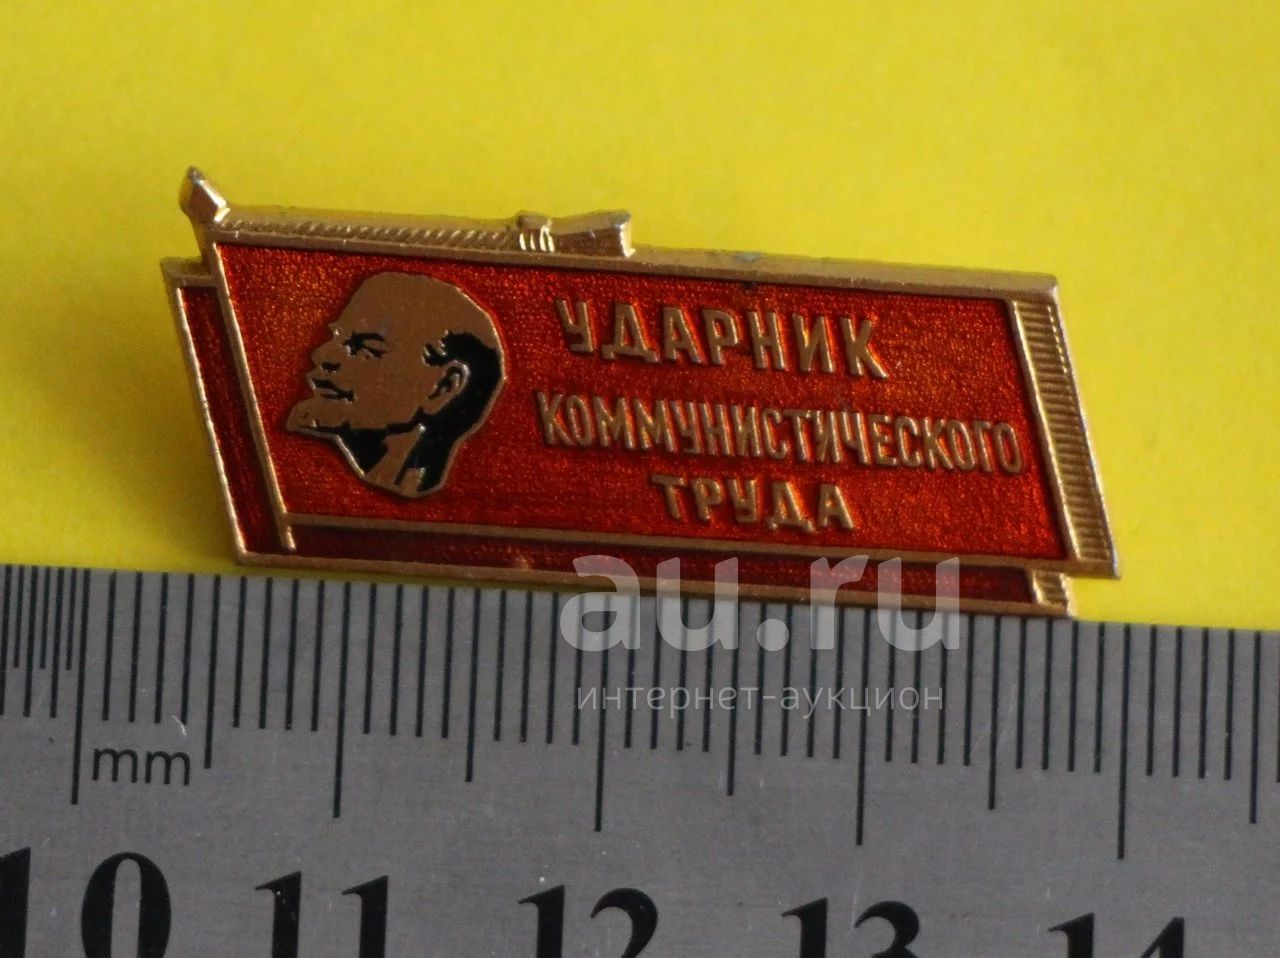 УДАРНИК
КОММУНИСТИЧЕСКОГО
ТРУДА
au.ru
интернет-аукцион
mm
10 11 12 13 14